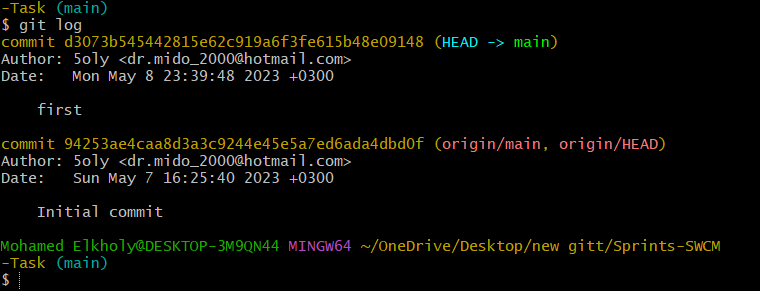 -Task (main)
$ git log
commit d3073b545442815e62c919a6f3fe615b48e09148 (HEAD -> main)
Author: 5oly <dr.mido_2000@hotmail.com>
Date:   Mon May 8 23:39:48 2023 +0300
    first
commit 94253ae4caa8d3a3c9244e45e5a7ed6ada4dbd0f (origin/main, origin/HEAD)
Author: 5oly <dr.mido_2000@hotmail.com>
Date:   Sun May 7 16:25:40 2023 +0300
    Initial commit
Mohamed Elkholy@DESKTOP-3M9QN44 MINGW64 ~/OneDrive/Desktop/new gitt/Sprints-SWCM
-Task (main)
$